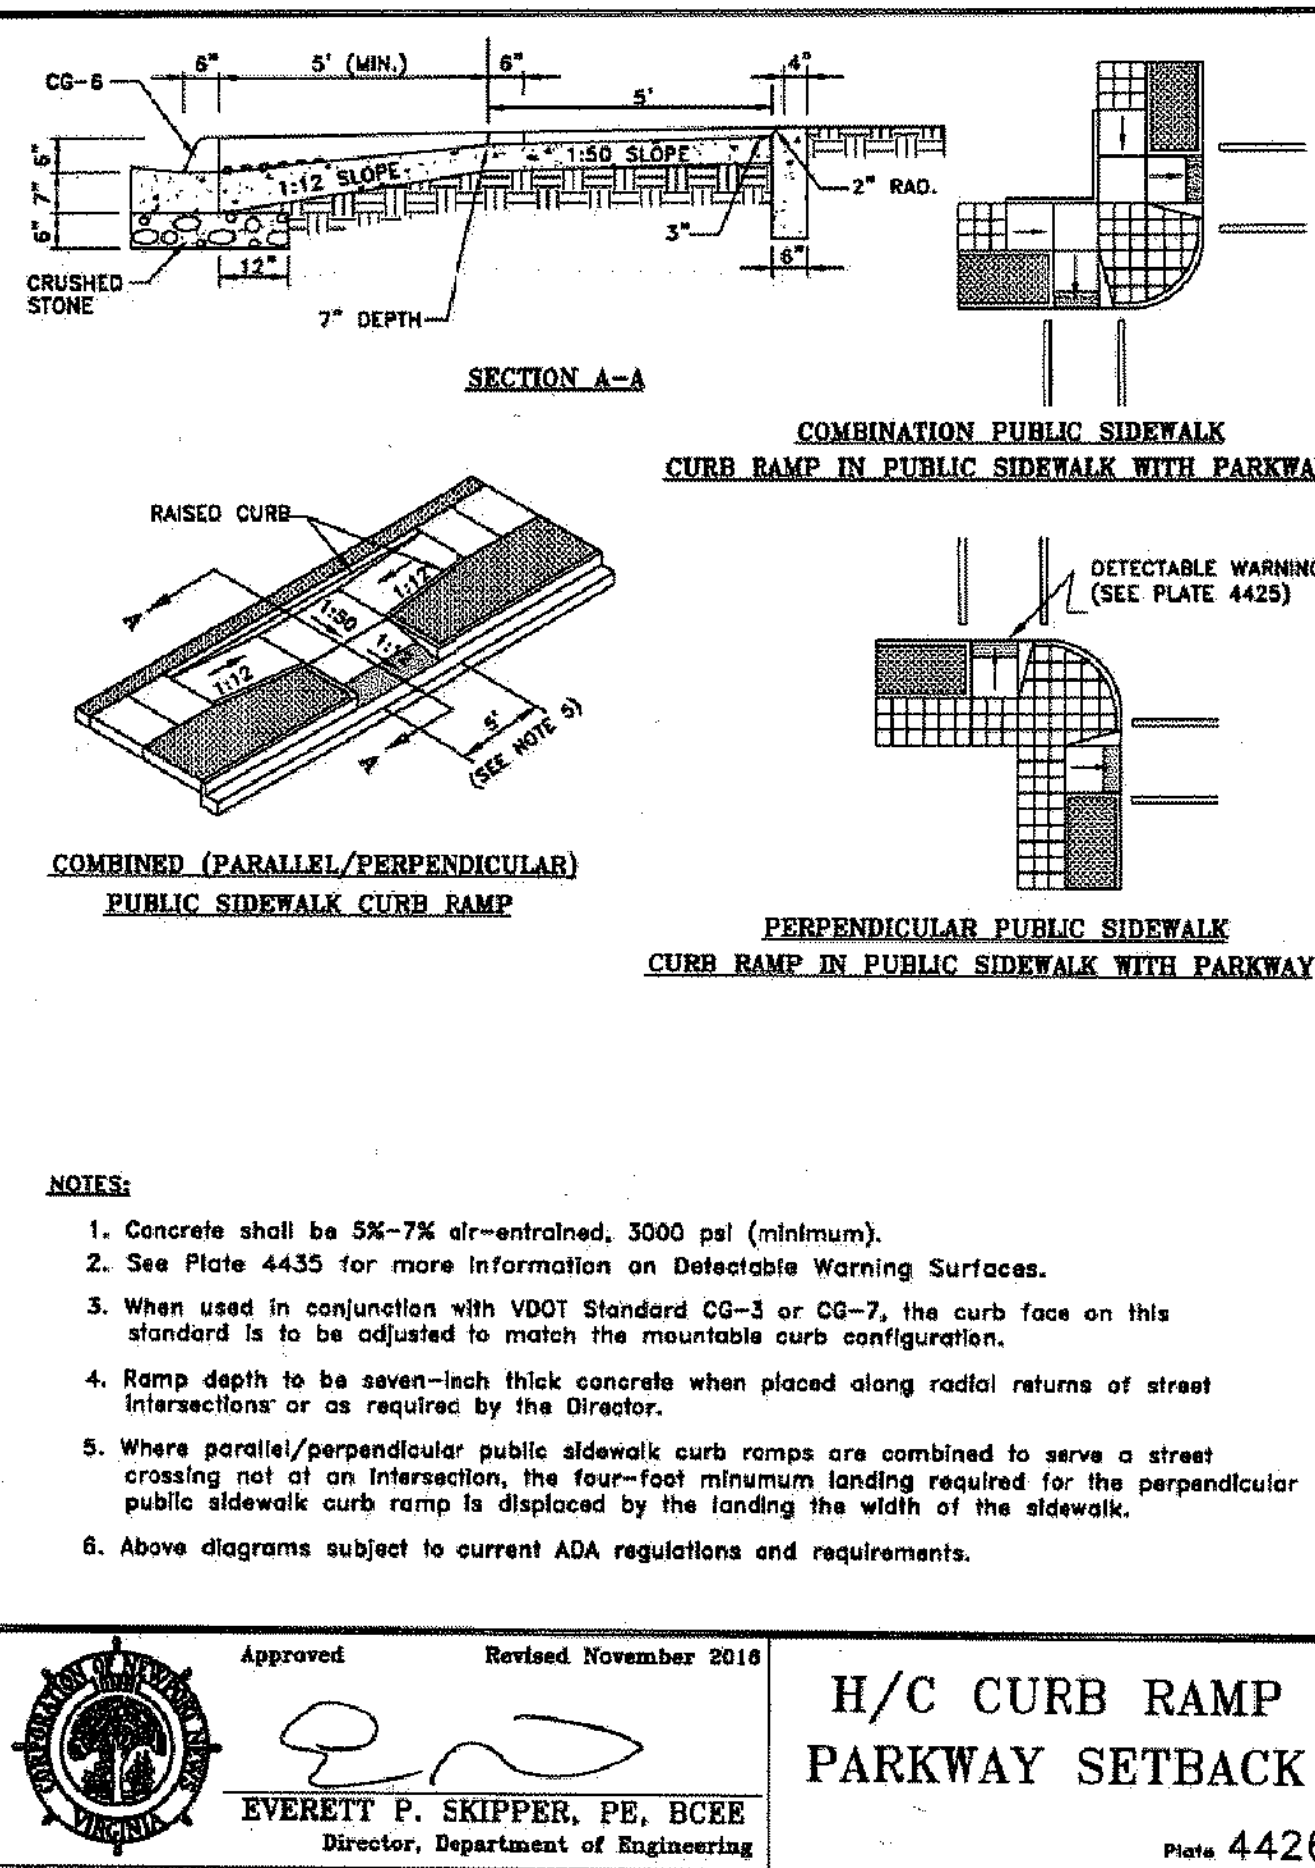 6"
5' (MIN.)
6"
4"
CG-6
5'
5"
7"
6"
1:12 SLOPE
1:50 SLOPE
2" RAD.
3"
12"
6"
CRUSHED
STONE
7" DEPTH
SECTION A-A
COMBINATION PUBLIC SIDEWALK
CURB RAMP IN PUBLIC SIDEWALK WITH PARKWA
RAISED CURB
1:12
1:50
1:12
A
5'
(SEE NOTE 5)
A
COMBINED (PARALLEL/PERPENDICULAR)
PUBLIC SIDEWALK CURB RAMP
DETECTABLE WARNING
(SEE PLATE 4425)
PERPENDICULAR PUBLIC SIDEWALK
CURB RAMP IN PUBLIC SIDEWALK WITH PARKWAY
NOTES:
1. Concrete shall be 5%-7% air-entrained, 3000 psi (minimum).
2. See Plate 4435 for more information on Detectable Warning Surfaces.
3. When used in conjunction with VDOT Standard CG-3 or CG-7, the curb face on this
standard is to be adjusted to match the mountable curb configuration.
4. Ramp depth to be seven-inch thick concrete when placed along radial returns of street
intersections or as required by the Director.
5. Where parallel/perpendicular public sidewalk curb ramps are combined to serve a street
crossing not at an intersection, the four-foot minumum landing required for the perpendicular
public sidewalk curb ramp is displaced by the landing the width of the sidewalk.
6. Above diagrams subject to current ADA regulations and requirements.
CORPORATION OF NEWPORT NEWS
VIRGINIA
Approved
Revised November 2016
EVERETT P. SKIPPER, PE, BCEE
Director, Department of Engineering
H/C CURB RAMP
PARKWAY SETBACK
Plate 4426